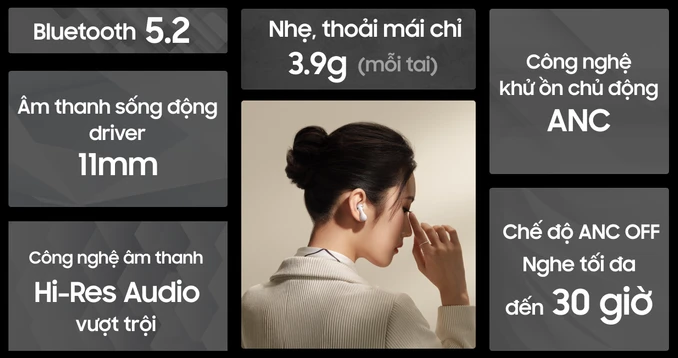 Bluetooth 5.2
Âm thanh sống động
driver
11mm
Công nghệ âm thanh
Hi-Res Audio
vượt trội
Nhẹ, thoải mái chỉ
3.9g (mỗi tai)
Công nghệ
khử ồn chủ động
ANC
Chế độ ANC OFF
Nghe tối đa
đến 30 giờ